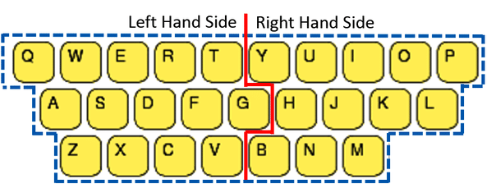 Left Hand Side Right Hand Side
Q W E R T Y U I O P
A S D F G H J K L
Z X C V B N M